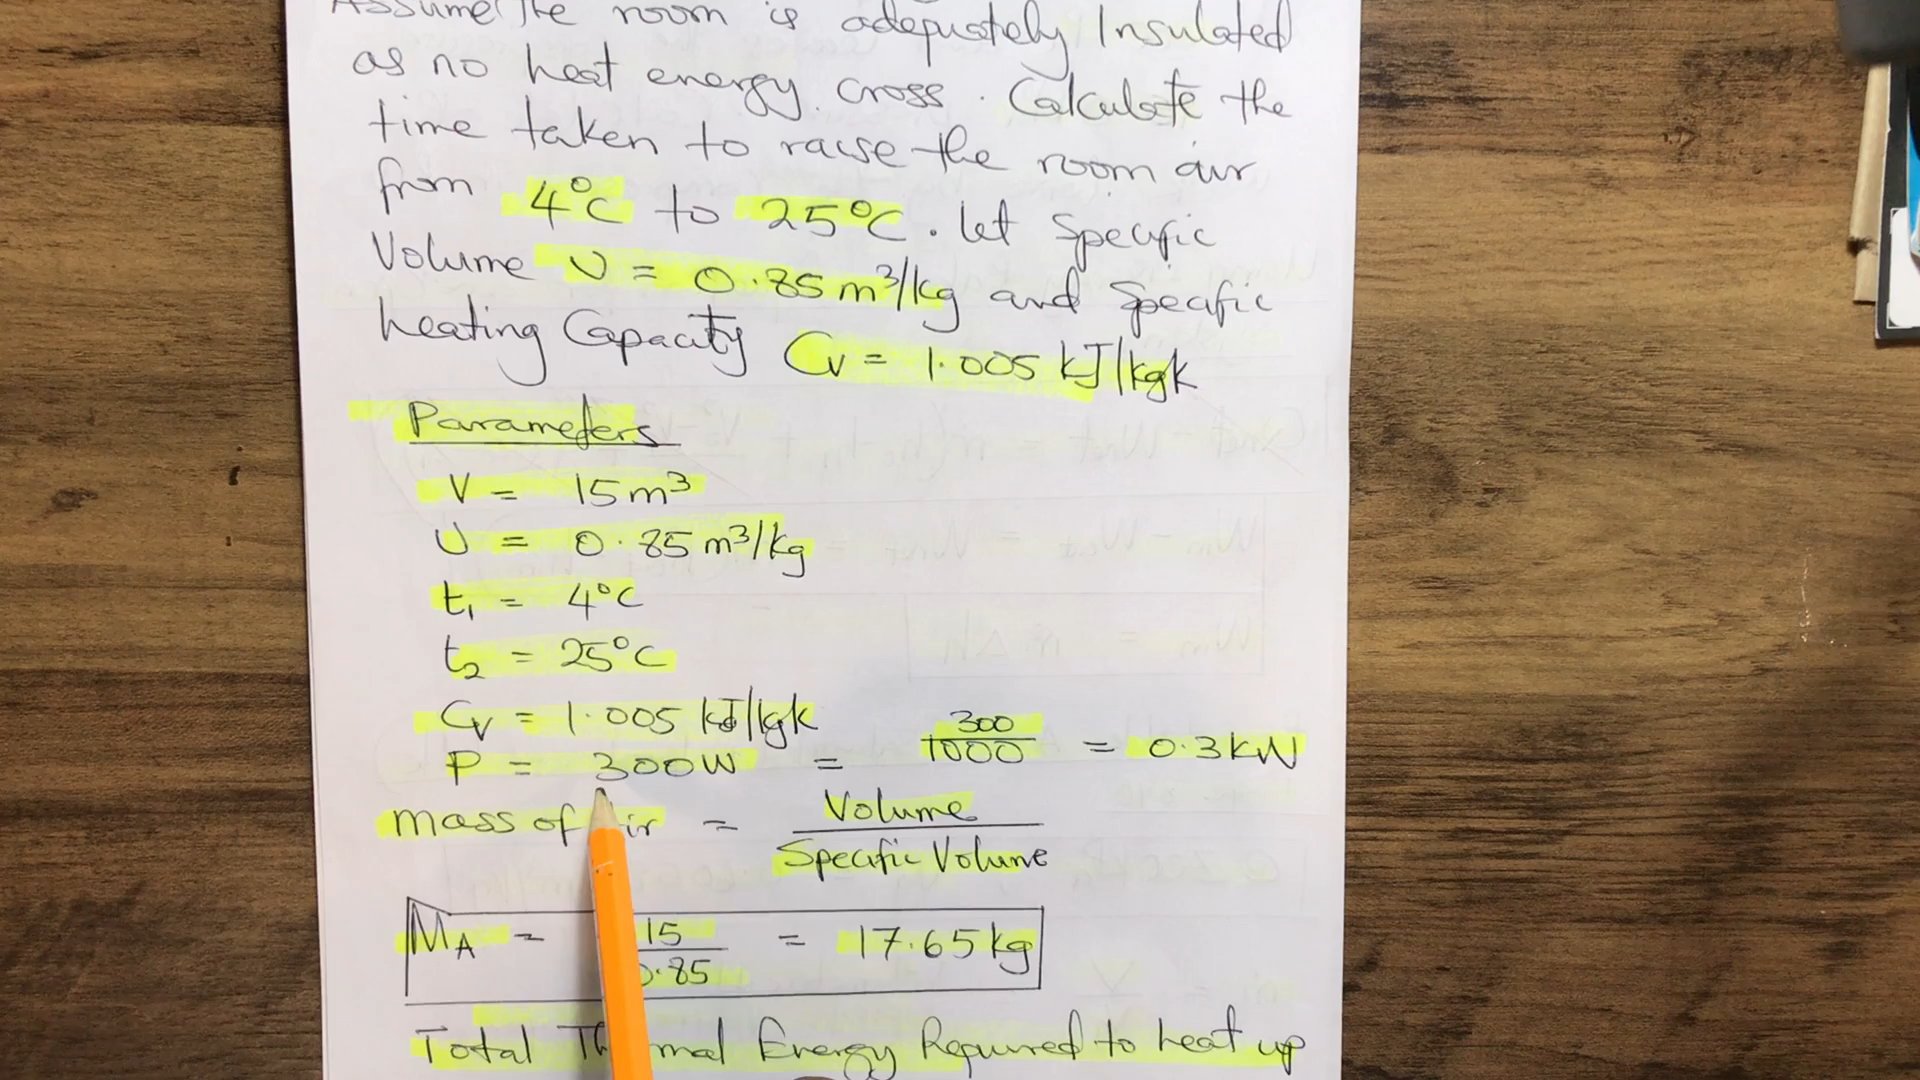 Assume the room is adequately Insulated
as no heat energy cross. Calculate the
time taken to raise the room air
from 4°C to 25°C. let Specific
Volume υ = 0.85 m³/kg and Specific
heating Capacity Cv = 1.005 kJ/kgk
Parameters
V = 15m³
υ = 0.85 m³/kg
t₁ = 4°C
t₂ = 25°C
Cv = 1.005 kJ/kgk
P = 300W = 300/1000 = 0.3kW
mass of ir = Volume/Specific Volume
MA = 15/0.85 = 17.65kg
Total Th mal Energy Required to heat up